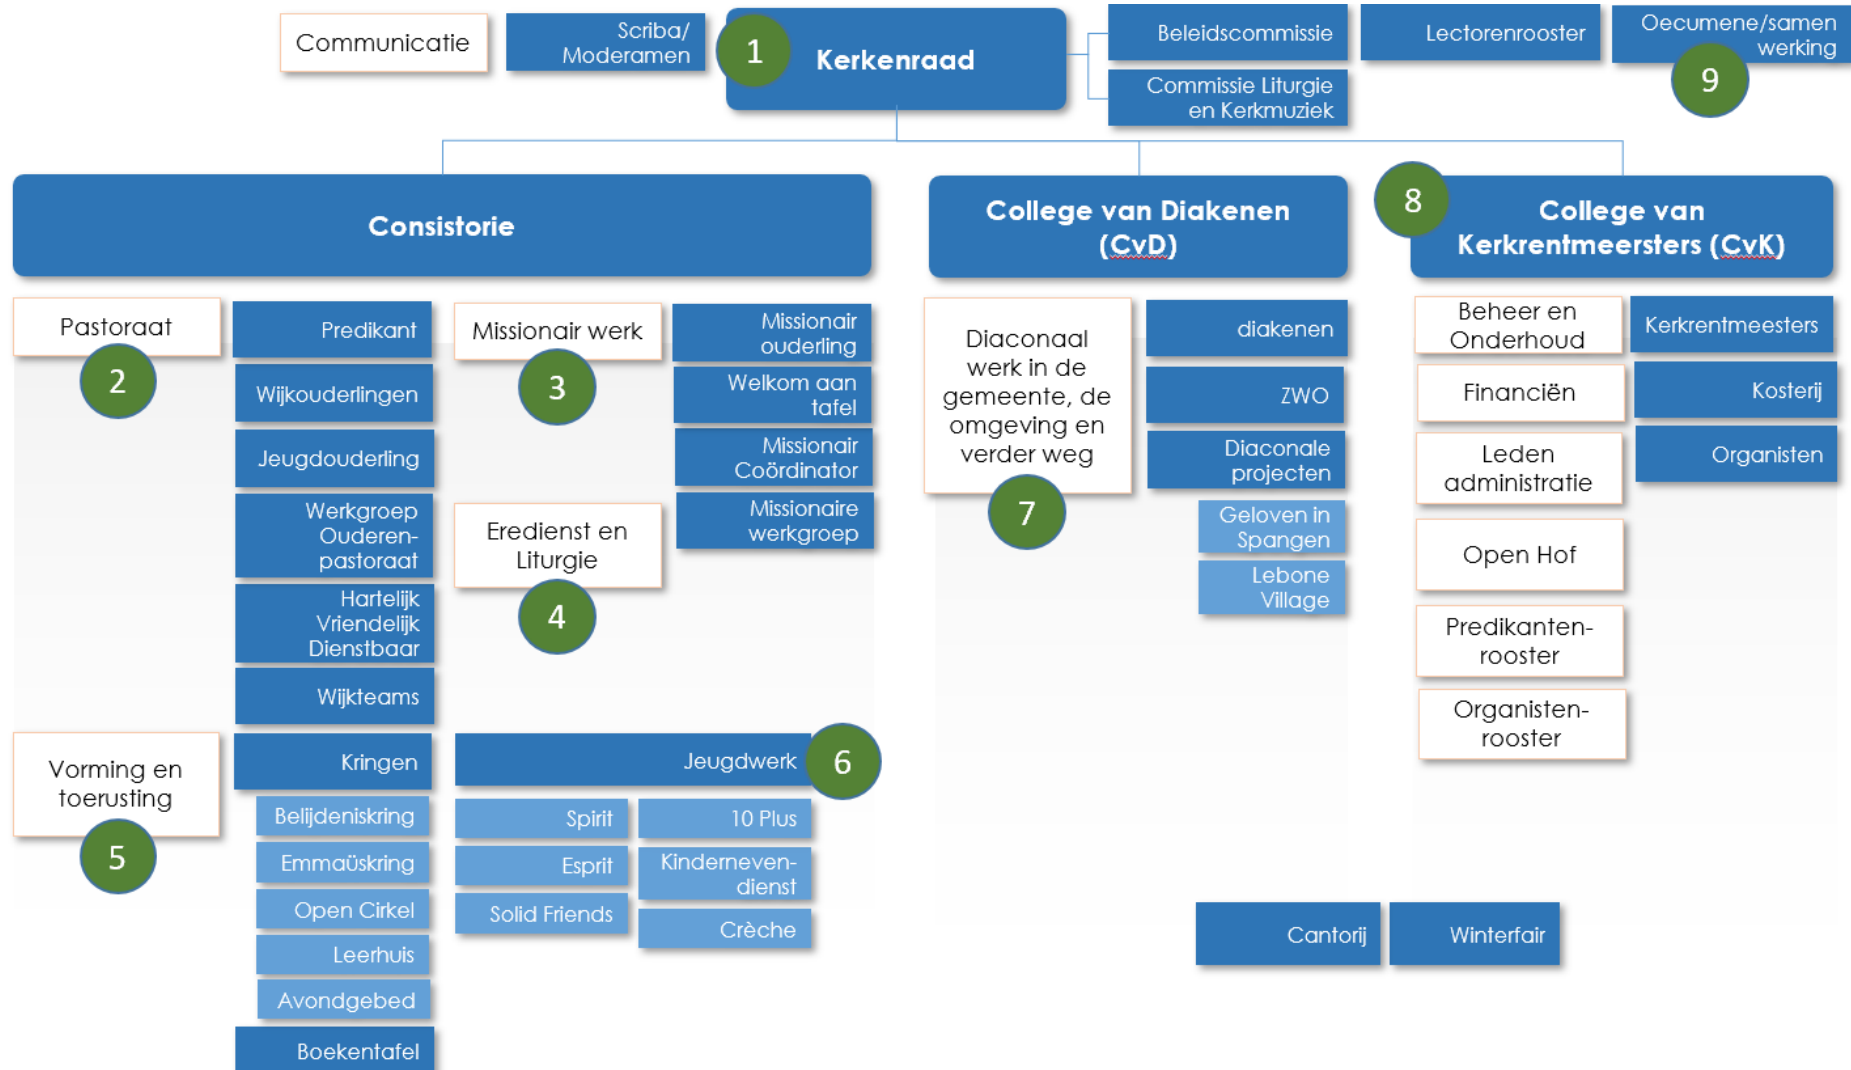 Communicatie
Scriba/
Moderamen
1
Kerkenraad
Beleidscommissie
Lectorenrooster
Oecumene/samen
werking
9
Commissie Liturgie
en Kerkmuziek
Consistorie
College van Diakenen
(CvD)
8
College van
Kerkrentmeersters (CvK)
Pastoraat
2
Predikant
Wijkouderlingen
Jeugdouderling
Werkgroep
Ouderen-
pastoraat
Hartelijk
Vriendelijk
Dienstbaar
Wijkteams
Missionair werk
3
Missionair
ouderling
Welkom aan
tafel
Missionair
Coördinator
Missionaire
werkgroep
Eredienst en
Liturgie
4
Vorming en
toerusting
5
Kringen
Belijdeniskring
Emmaüskring
Open Cirkel
Leerhuis
Avondgebed
Boekentafel
Jeugdwerk
6
Spirit
Esprit
Solid Friends
10 Plus
Kinderneven-
dienst
Crèche
Diaconaal
werk in de
gemeente, de
omgeving en
verder weg
7
diakenen
ZWO
Diaconale
projecten
Geloven in
Spangen
Lebone
Village
Beheer en
Onderhoud
Financiën
Leden
administratie
Open Hof
Predikanten-
rooster
Organisten-
rooster
Kerkrentmeesters
Kosterij
Organisten
Cantorij
Winterfair